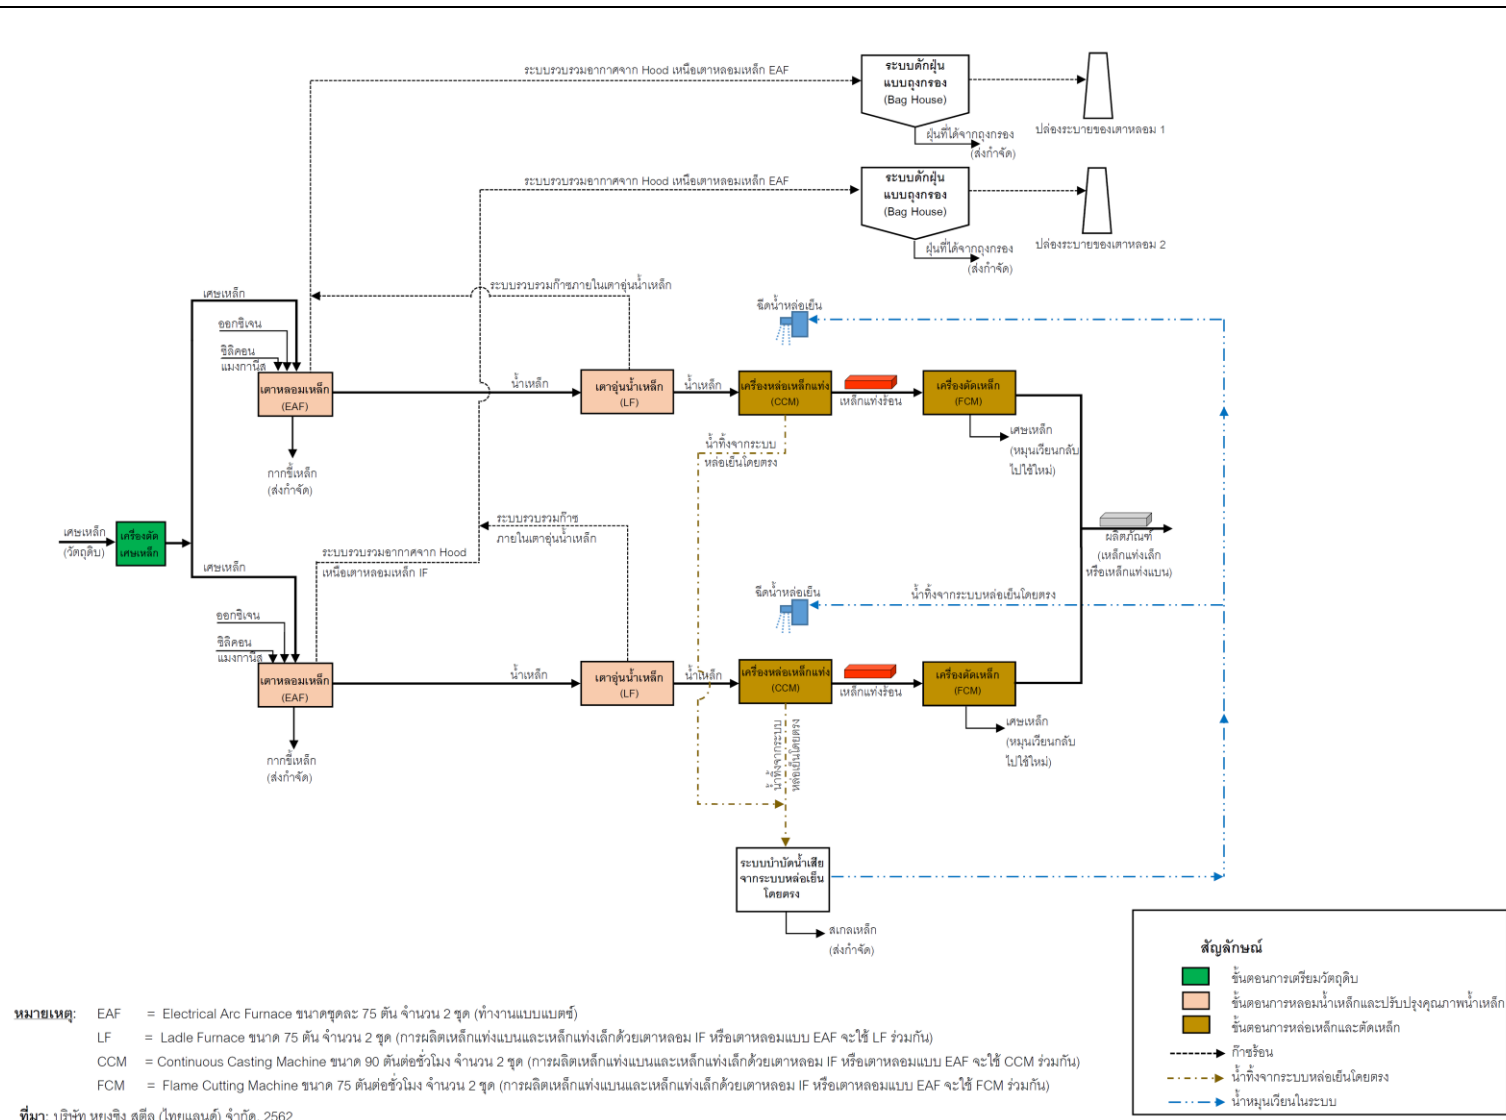 ระบบรวบรวมอากาศจาก Hood เหนือเตาหลอมเหล็ก EAF
ระบบดักฝุ่น
แบบถุงกรอง
(Bag House)
ปล่องระบายของเตาหลอม 1
ฝุ่นที่ได้จากถุงกรอง
(ส่งกำจัด)
ระบบรวบรวมอากาศจาก Hood เหนือเตาหลอมเหล็ก EAF
ระบบดักฝุ่น
แบบถุงกรอง
(Bag House)
ปล่องระบายของเตาหลอม 2
ฝุ่นที่ได้จากถุงกรอง
(ส่งกำจัด)
ระบบรวบรวมก๊าซภายในเตาอุ่นน้ำเหล็ก
เศษเหล็ก
ออกซิเจน
ซิลิคอน
แมงกานีส
ฉีดน้ำหล่อเย็น
เตาหลอมเหล็ก
(EAF)
น้ำเหล็ก
เตาอุ่นน้ำเหล็ก
(LF)
น้ำเหล็ก
เครื่องหล่อเหล็กแท่ง
(CCM)
เหล็กแท่งร้อน
เครื่องตัดเหล็ก
(FCM)
เศษเหล็ก
(หมุนเวียนกลับ
ไปใช้ใหม่)
น้ำทิ้งจากระบบ
หล่อเย็นโดยตรง
กากขี้เหล็ก
(ส่งกำจัด)
เศษเหล็ก
(วัตถุดิบ)
เครื่องตัด
เศษเหล็ก
ระบบรวบรวมก๊าซ
ภายในเตาอุ่นน้ำเหล็ก
ระบบรวบรวมอากาศจาก Hood
เหนือเตาหลอมเหล็ก IF
ผลิตภัณฑ์
(เหล็กแท่งเล็ก
หรือเหล็กแท่งแบน)
เศษเหล็ก
ออกซิเจน
ซิลิคอน
แมงกานีส
ฉีดน้ำหล่อเย็น
น้ำทิ้งจากระบบหล่อเย็นโดยตรง
เตาหลอมเหล็ก
(EAF)
น้ำเหล็ก
เตาอุ่นน้ำเหล็ก
(LF)
น้ำเหล็ก
เครื่องหล่อเหล็กแท่ง
(CCM)
เหล็กแท่งร้อน
เครื่องตัดเหล็ก
(FCM)
เศษเหล็ก
(หมุนเวียนกลับ
ไปใช้ใหม่)
กากขี้เหล็ก
(ส่งกำจัด)
น้ำทิ้งจากระบบ
หล่อเย็นโดยตรง
ระบบบำบัดน้ำเสีย
จากระบบหล่อเย็น
โดยตรง
สเกลเหล็ก
(ส่งกำจัด)
สัญลักษณ์
ขั้นตอนการเตรียมวัตถุดิบ
ขั้นตอนการหลอมน้ำเหล็กและปรับปรุงคุณภาพน้ำเหล็ก
ขั้นตอนการหล่อเหล็กและตัดเหล็ก
ก๊าซร้อน
น้ำทิ้งจากระบบหล่อเย็นโดยตรง
น้ำหมุนเวียนในระบบ
หมายเหตุ: EAF = Electrical Arc Furnace ขนาดชุดละ 75 ตัน จำนวน 2 ชุด (ทำงานแบบแบตช์)
LF = Ladle Furnace ขนาด 75 ตัน จำนวน 2 ชุด (การผลิตเหล็กแท่งแบนและเหล็กแท่งเล็กด้วยเตาหลอม IF หรือเตาหลอมแบบ EAF จะใช้ LF ร่วมกัน)
CCM = Continuous Casting Machine ขนาด 90 ตันต่อชั่วโมง จำนวน 2 ชุด (การผลิตเหล็กแท่งแบนและเหล็กแท่งเล็กด้วยเตาหลอม IF หรือเตาหลอมแบบ EAF จะใช้ CCM ร่วมกัน)
FCM = Flame Cutting Machine ขนาด 75 ตันต่อชั่วโมง จำนวน 2 ชุด (การผลิตเหล็กแท่งแบนและเหล็กแท่งเล็กด้วยเตาหลอม IF หรือเตาหลอมแบบ EAF จะใช้ FCM ร่วมกัน)
ที่มา: บริษัท หยงชิง สตีล (ไทยแลนด์) จำกัด, 2562